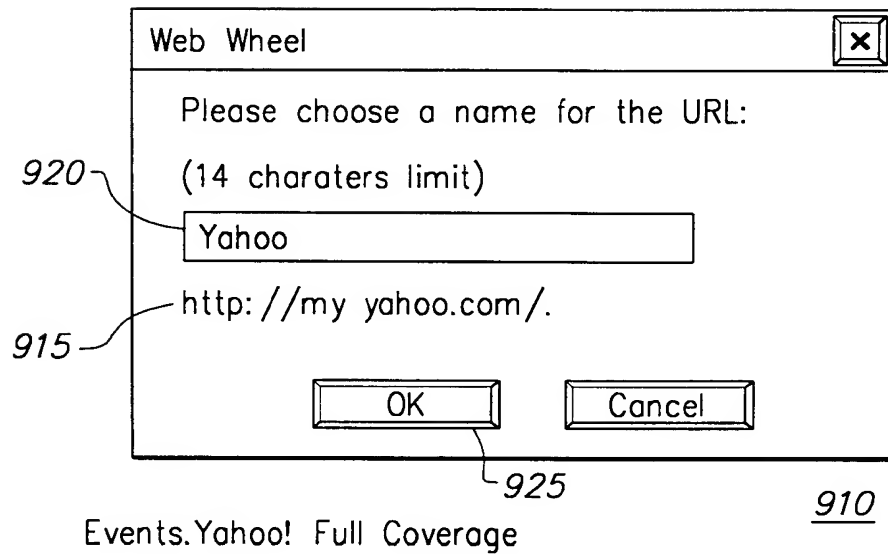 Web Wheel ×
Please choose a name for the URL:
920
(14 charaters limit)
Yahoo
http://my yahoo.com/.
915
OK Cancel
925
910
Events.Yahoo! Full Coverage